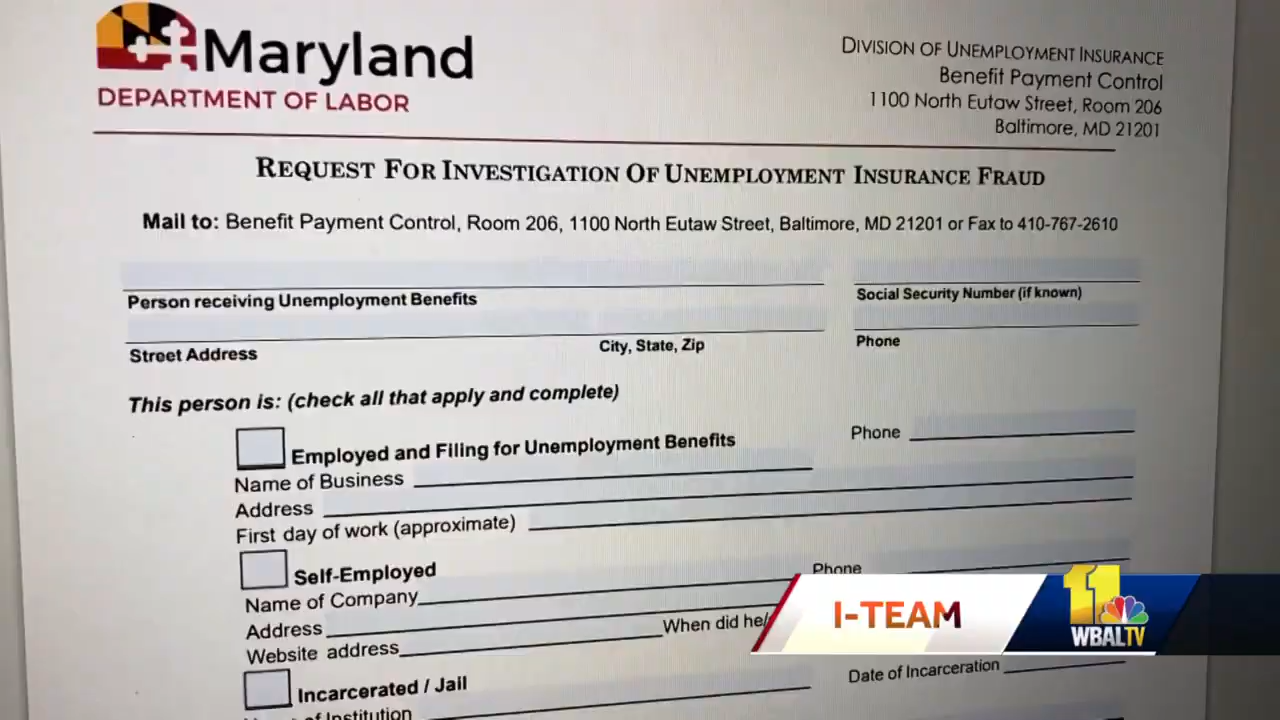 Maryland
DEPARTMENT OF LABOR
DIVISION OF UNEMPLOYMENT INSURANCE
Benefit Payment Control
1100 North Eutaw Street, Room 206
Baltimore, MD 21201
REQUEST FOR INVESTIGATION OF UNEMPLOYMENT INSURANCE FRAUD
Mail to: Benefit Payment Control, Room 206, 1100 North Eutaw Street, Baltimore, MD 21201 or Fax to 410-767-2610
Person receiving Unemployment Benefits Social Security Number (if known)
Street Address City, State, Zip Phone
This person is: (check all that apply and complete)
Employed and Filing for Unemployment Benefits Phone
Name of Business
Address
First day of work (approximate)
Self-Employed Phone
Name of Company
Address
Website address When did he/
Incarcerated / Jail Date of Incarceration
of Institution
I-TEAM
11
WBALTV